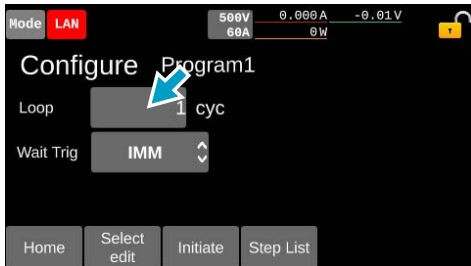 Mode LAN 500V 0.000A -0.01V
60A 0W
Configure Program1
Loop 1 cyc
Wait Trig IMM
Home Select edit Initiate Step List